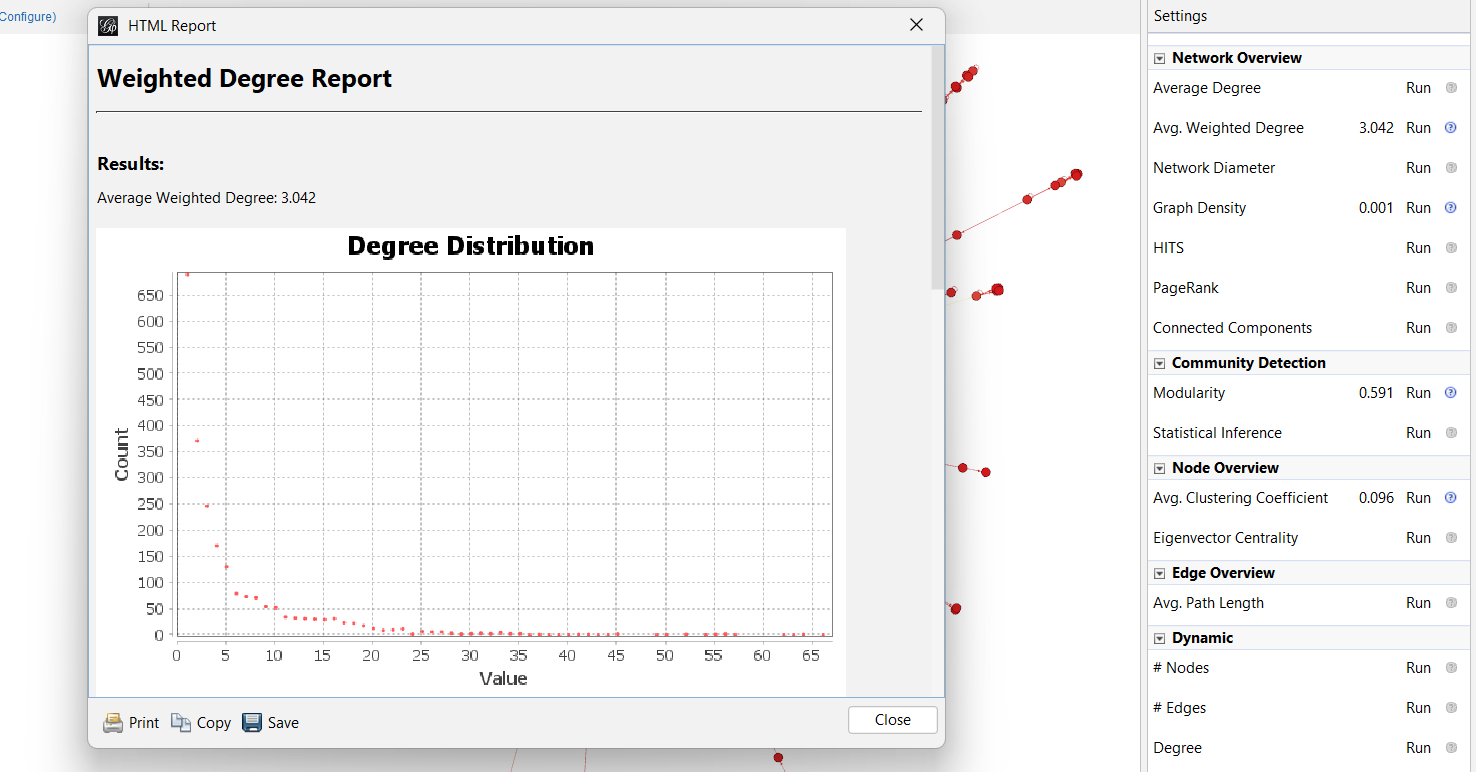 Configure)
HTML Report
Weighted Degree Report
Results:
Average Weighted Degree: 3.042
Degree Distribution
650
600
550
500
450
400
350
300
250
200
150
100
50
0
Count
0 5 10 15 20 25 30 35 40 45 50 55 60 65
Value
Print Copy Save Close
Settings
Network Overview
Average Degree Run
Avg. Weighted Degree 3.042 Run
Network Diameter Run
Graph Density 0.001 Run
HITS Run
PageRank Run
Connected Components Run
Community Detection
Modularity 0.591 Run
Statistical Inference Run
Node Overview
Avg. Clustering Coefficient 0.096 Run
Eigenvector Centrality Run
Edge Overview
Avg. Path Length Run
Dynamic
# Nodes Run
# Edges Run
Degree Run